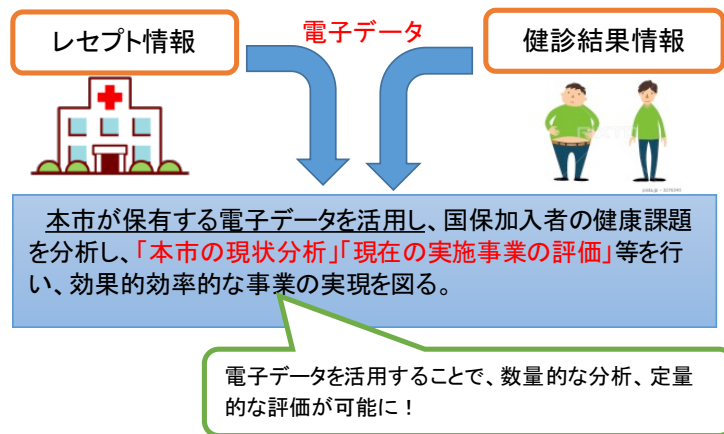 レセプト情報
電子データ
健診結果情報
本市が保有する電子データを活用し、国保加入者の健康課題
を分析し、「本市の現状分析」「現在の実施事業の評価」等を行
い、効果的効率的な事業の実現を図る。
電子データを活用することで、数量的な分析、定量
的な評価が可能に！